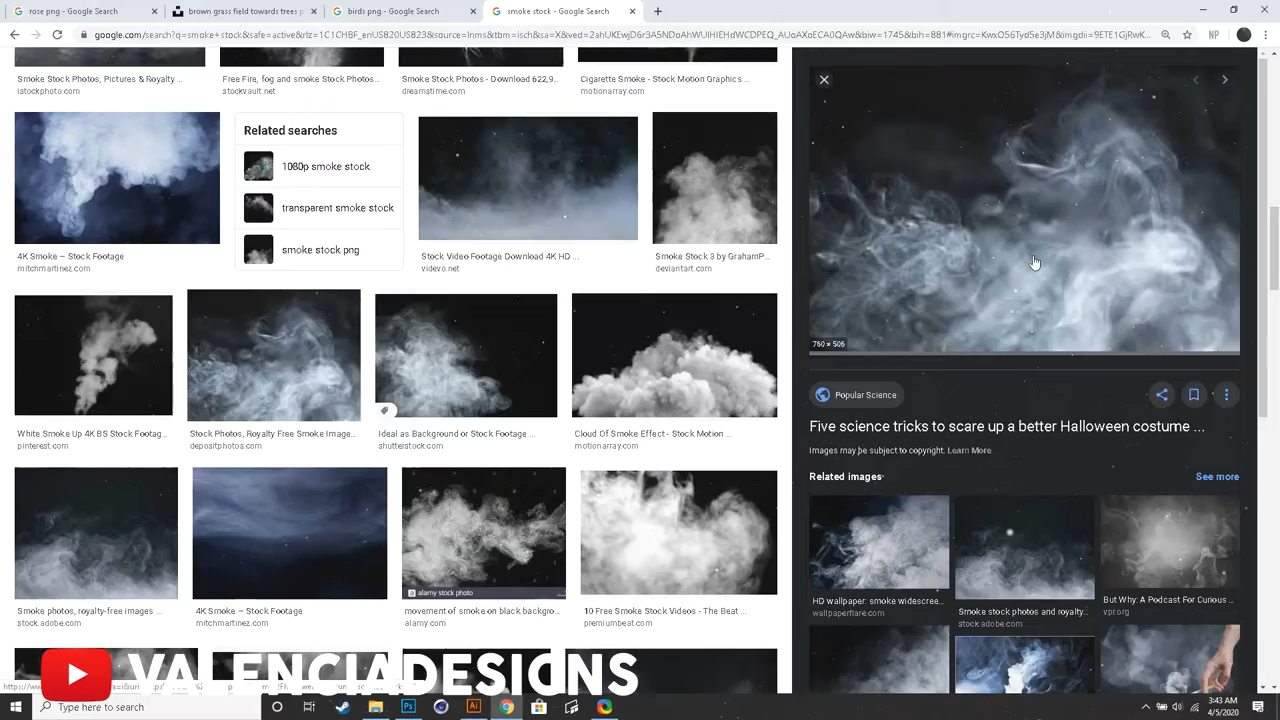 rose png - Google Search
brown grass field towards trees p
birds png - Google Search
smoke stock - Google Search
Smoke Stock Photos, Pictures & Royalty ...
istockphoto.com
Free Fire, fog and smoke Stock Photos...
stockvault.net
Smoke Stock Photos - Download 622,9...
dreamstime.com
Cigarette Smoke - Stock Motion Graphics ...
motionarray.com
Related searches
1080p smoke stock
transparent smoke stock
smoke stock png
4K Smoke – Stock Footage
mitchmartinez.com
Stock Video Footage Download 4K HD ...
videvo.net
Smoke Stock 3 by GrahamP...
deviantart.com
White Smoke Up 4K BS Stock Footag...
pinterest.com
Stock Photos, Royalty Free Smoke Image...
depositphotos.com
Ideal as Background or Stock Footage ...
shutterstock.com
Cloud Of Smoke Effect - Stock Motion ...
motionarray.com
alamy stock photo
Smoke photos, royalty-free images ...
stock.adobe.com
4K Smoke – Stock Footage
mitchmartinez.com
movement of smoke on black backgro...
alamy.com
10 Free Smoke Stock Videos - The Beat ...
premiumbeat.com
760 × 506
Popular Science
Five science tricks to scare up a better Halloween costume ...
Images may be subject to copyright. Learn More
Related images
See more
HD wallpaper: smoke widescree...
wallpaperflare.com
Smoke stock photos and royalty...
stock.adobe.com
But Why: A Podcast For Curious ...
vpr.org
VALENCIADESIGNS
Type here to search
3:43 AM
4/5/2020